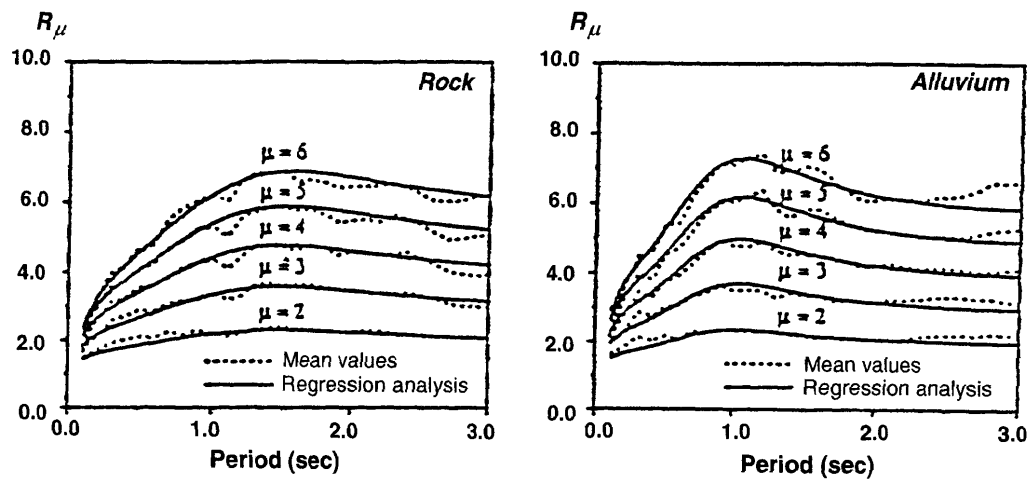 Rμ
10.0
Rock
8.0
μ = 6
6.0
μ = 5
μ = 4
4.0
μ = 3
μ = 2
2.0
Mean values
Regression analysis
0.0
0.0 1.0 2.0 3.0
Period (sec)
Rμ
10.0
Alluvium
8.0
μ = 6
6.0
μ = 5
μ = 4
4.0
μ = 3
μ = 2
2.0
Mean values
Regression analysis
0.0
0.0 1.0 2.0 3.0
Period (sec)